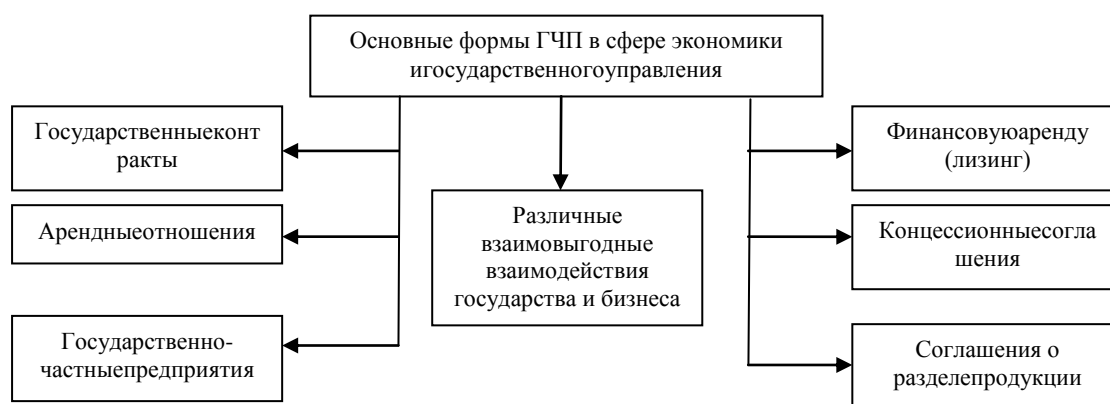 Основные формы ГЧП в сфере экономики
игосударственногоуправления
Государственныеконт
ракты
Арендныеотношения
Государственно-
частныепредприятия
Различные
взаимовыгодные
взаимодействия
государства и бизнеса
Финансовуюаренду
(лизинг)
Концессионныесогла
шения
Соглашения о
разделепродукции